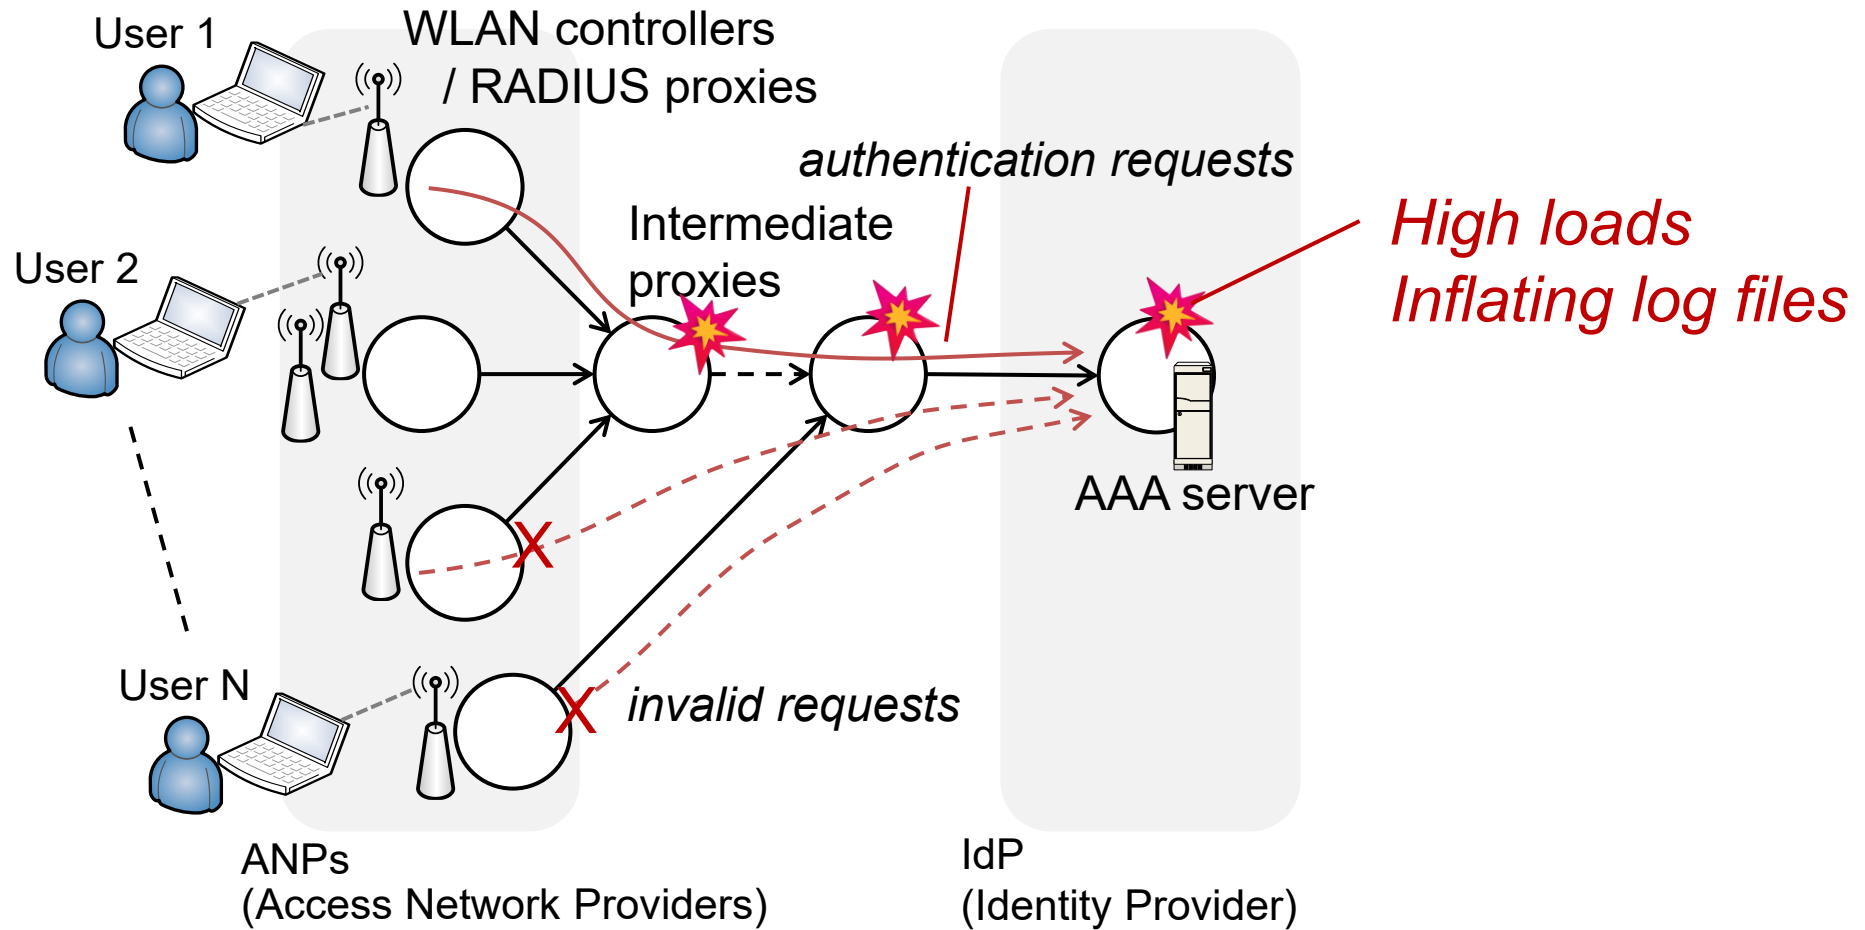 User 1
WLAN controllers
/ RADIUS proxies
authentication requests
High loads
Inflating log files
Intermediate
proxies
User 2
AAA server
X
User N
X
invalid requests
ANPs
(Access Network Providers)
IdP
(Identity Provider)